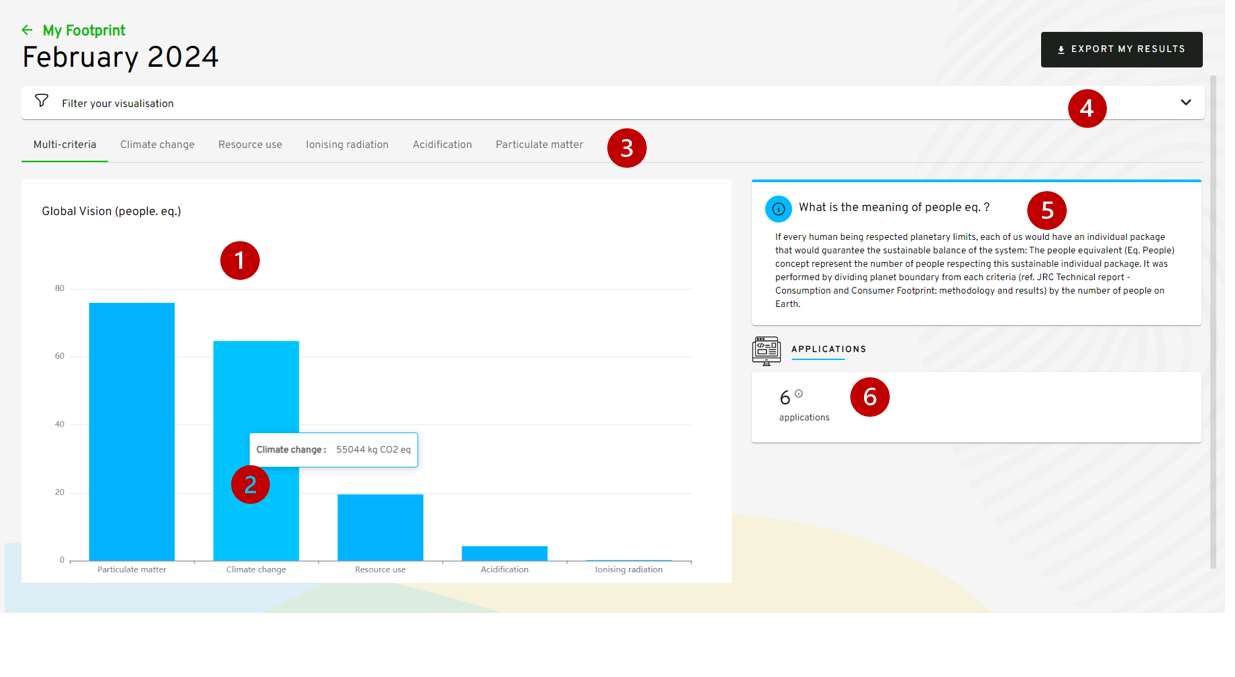 ← My Footprint
February 2024
EXPORT MY RESULTS
Filter your visualisation
4
Multi-criteria Climate change Resource use Ionising radiation Acidification Particulate matter
3
Global Vision (people. eq.)
1
80
60
40
20
0
Climate change : 55044 kg CO2 eq
2
Particulate matter Climate change Resource use Acidification Ionising radiation
What is the meaning of people eq. ?
5
If every human being respected planetary limits, each of us would have an individual package
that would guarantee the sustainable balance of the system: The people equivalent (Eq. People)
concept represent the number of people respecting this sustainable individual package. It was
performed by dividing planet boundary from each criteria (ref. JRC Technical report -
Consumption and Consumer Footprint: methodology and results) by the number of people on
Earth.
APPLICATIONS
6
applications
6